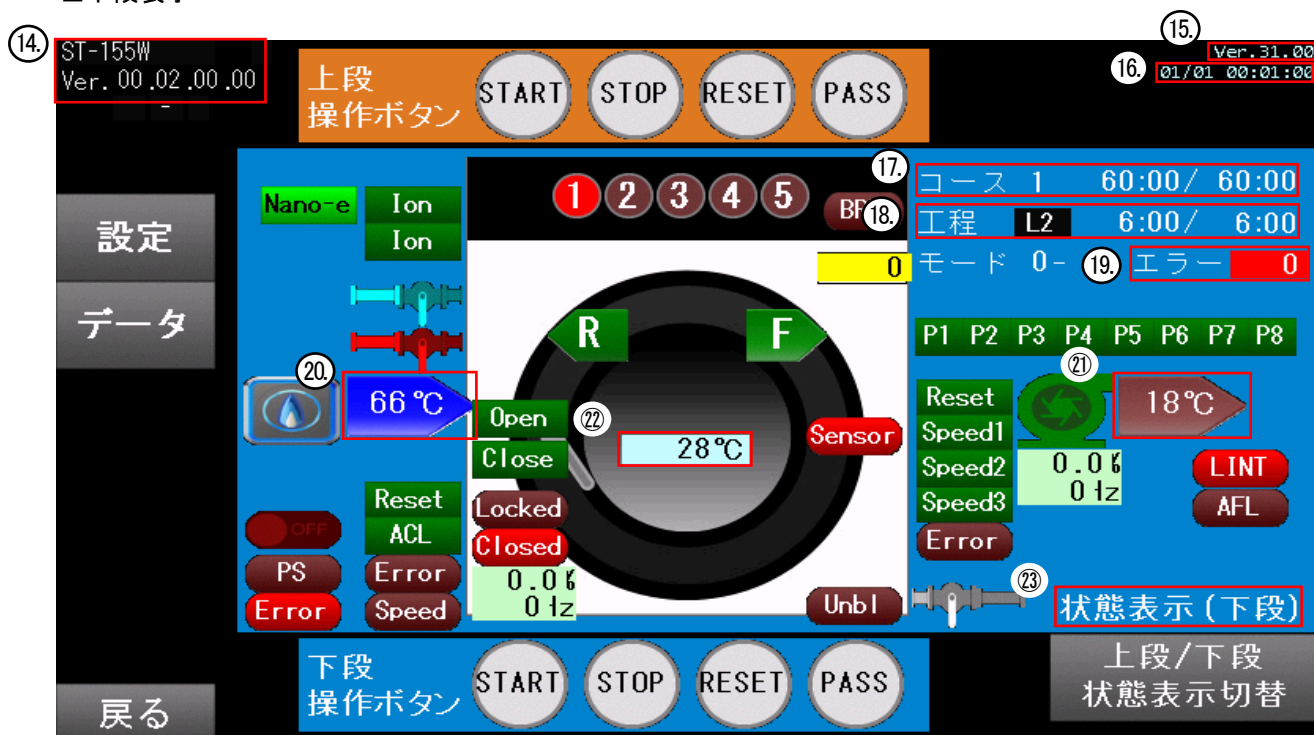 ⑭
ST-155W
Ver. 00.02.00.00
-
上段
操作ボタン
START STOP RESET PASS
⑮
Ver.31.00
⑯ 01/01 00:01:00
設定
データ
戻る
Nano-e Ion
Ion
1 2 3 4 5
⑰ コース 1 60:00/ 60:00
⑱ 工程 L2 6:00/ 6:00
0 モード 0- ⑲ エラー 0
R F
P1 P2 P3 P4 P5 P6 P7 P8
⑳ 66℃
㉑ 18℃
Open ㉒
Close
28℃
Sensor
Reset
Speed1
Speed2
Speed3
Error
0.0
0
LINT
AFL
OFF
PS
Error
Reset
ACL
Error
Speed
Locked
Closed
0.0
0
Unbl
㉓
状態表示(下段)
下段
操作ボタン
START STOP RESET PASS
上段/下段
状態表示切替